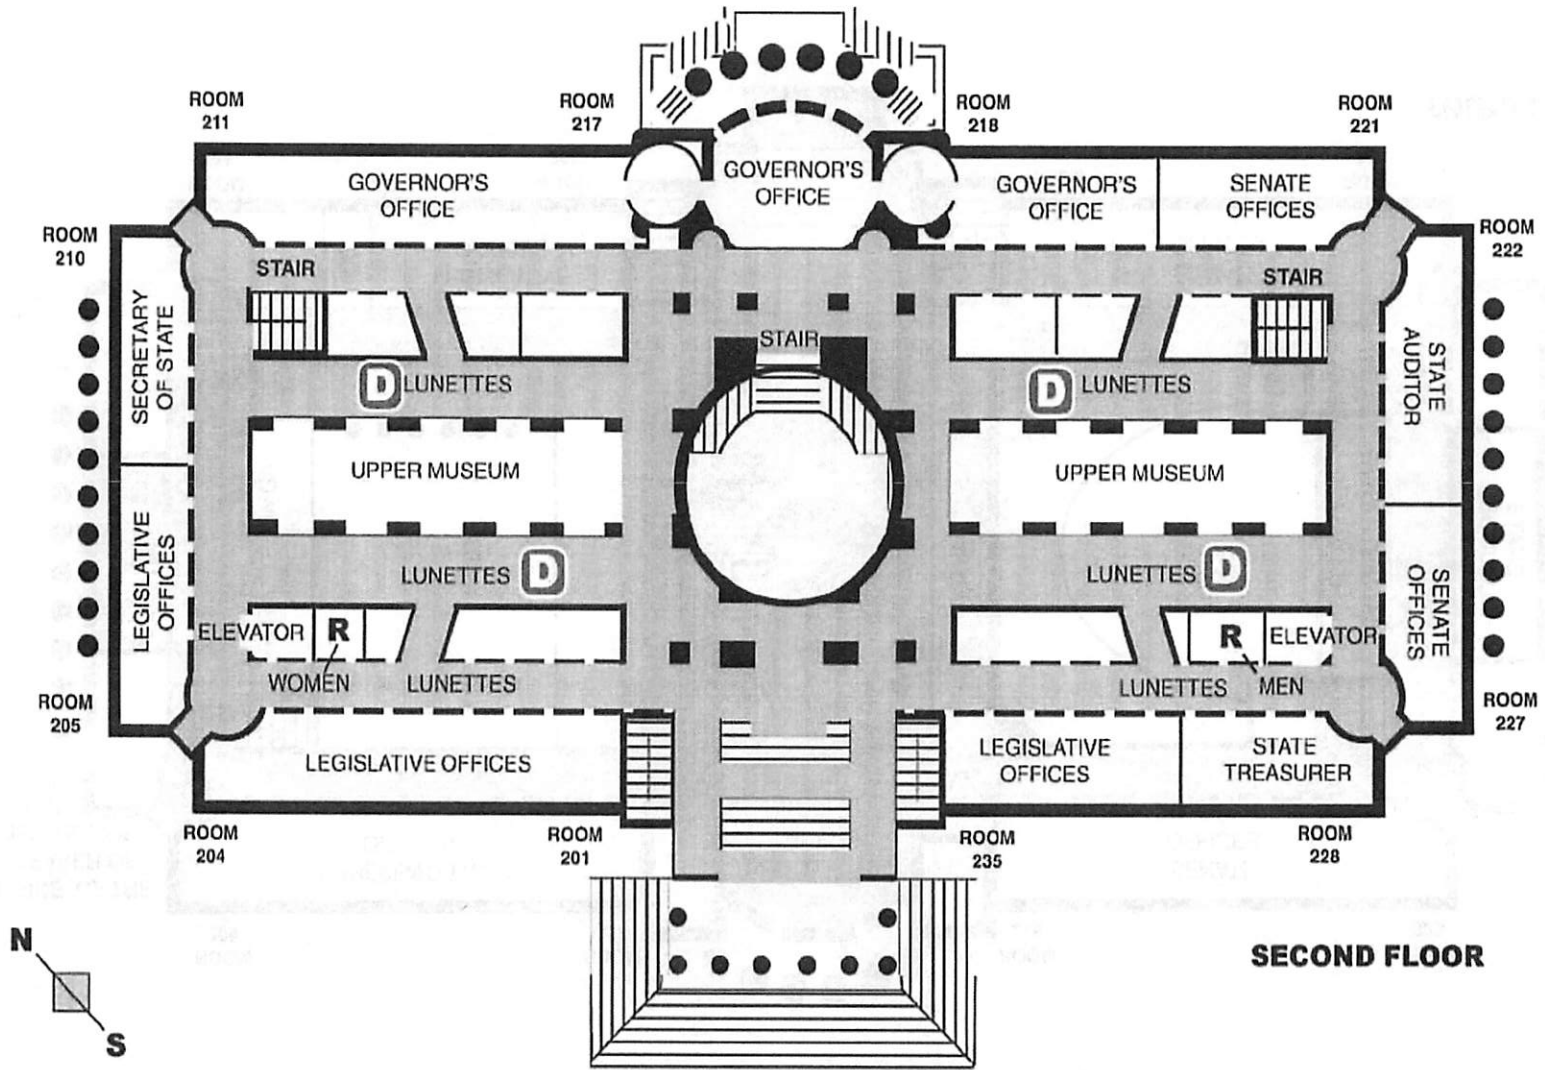 ROOM
211
ROOM
217
ROOM
218
ROOM
221
GOVERNOR'S
OFFICE
GOVERNOR'S
OFFICE
GOVERNOR'S
OFFICE
SENATE
OFFICES
ROOM
210
ROOM
222
STAIR
STAIR
SECRETARY
OF STATE
STAIR
STATE
AUDITOR
D LUNETTES
D LUNETTES
UPPER MUSEUM
UPPER MUSEUM
LEGISLATIVE
OFFICES
LUNETTES D
LUNETTES D
SENATE
OFFICES
ELEVATOR R
R ELEVATOR
WOMEN LUNETTES
LUNETTES MEN
ROOM
205
ROOM
227
LEGISLATIVE OFFICES
LEGISLATIVE
OFFICES
STATE
TREASURER
ROOM
204
ROOM
201
ROOM
235
ROOM
228
N
S
SECOND FLOOR